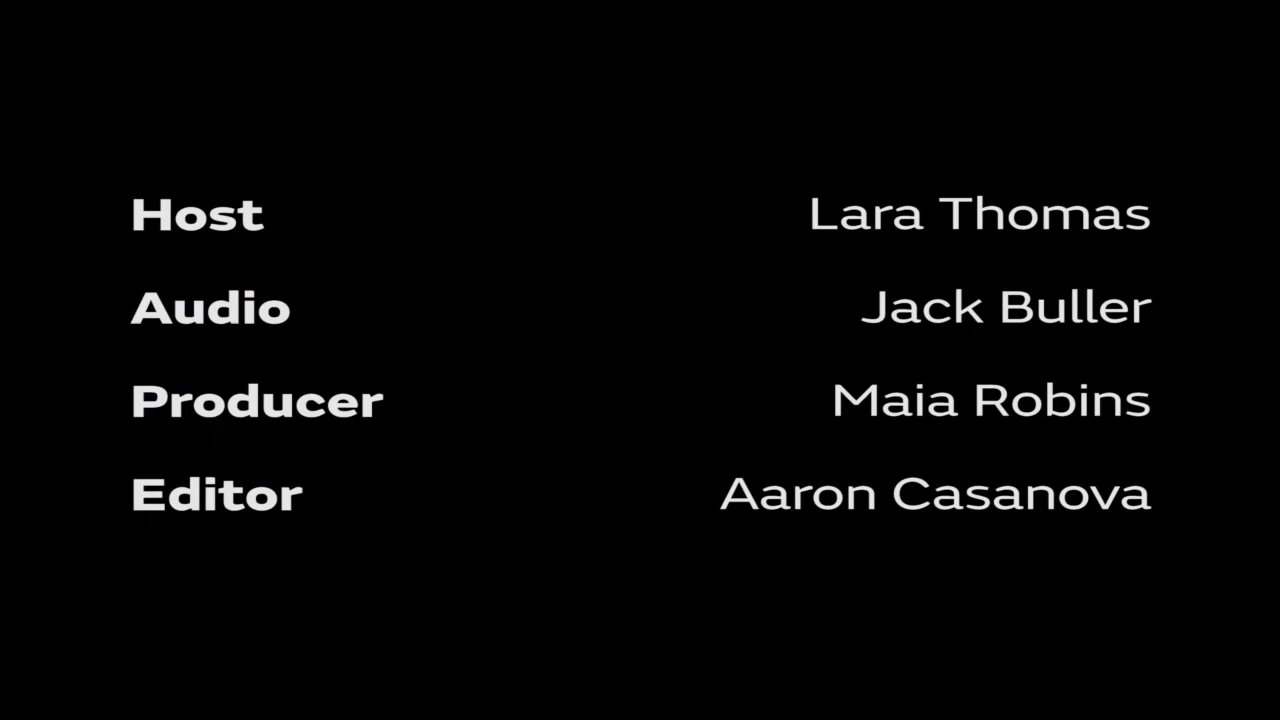 Host Lara Thomas
Audio Jack Buller
Producer Maia Robins
Editor Aaron Casanova